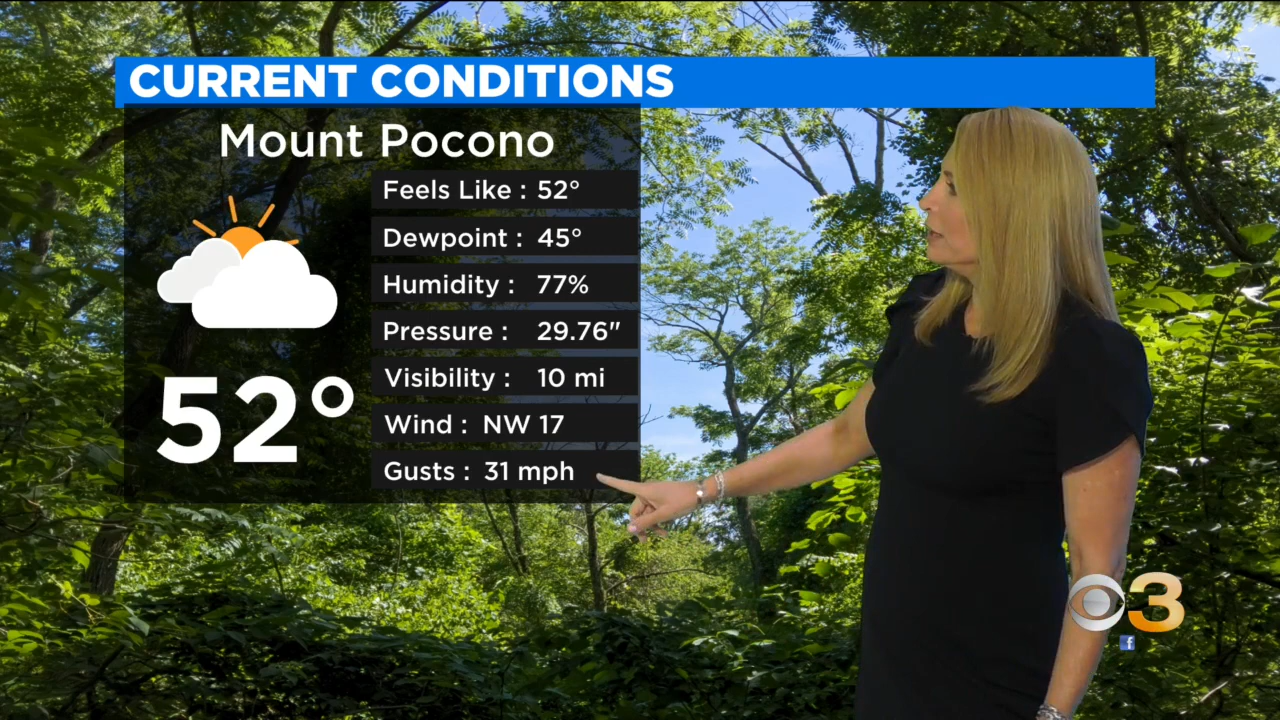 CURRENT CONDITIONS
Mount Pocono
Feels Like : 52°
Dewpoint : 45°
Humidity : 77%
Pressure : 29.76"
Visibility : 10 mi
Wind : NW 17
Gusts : 31 mph
52°
3
f